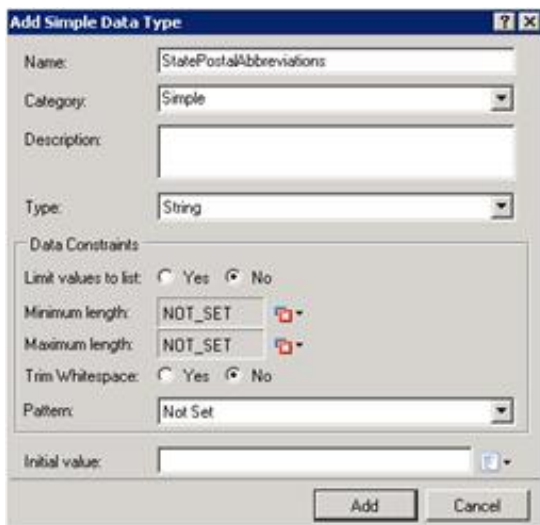 Add Simple Data Type
Name: StatePostalAbbreviations
Category: Simple
Description:
Type: String
Data Constraints
Limit values to list: Yes No
Minimum length: NOT_SET
Maximum length: NOT_SET
Trim Whitespace: Yes No
Pattern: Not Set
Initial value:
Add Cancel